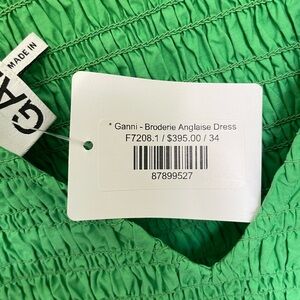 MADE IN
GA
* Ganni - Broderie Anglaise Dress
F7208.1 / $395.00 / 34
87899527